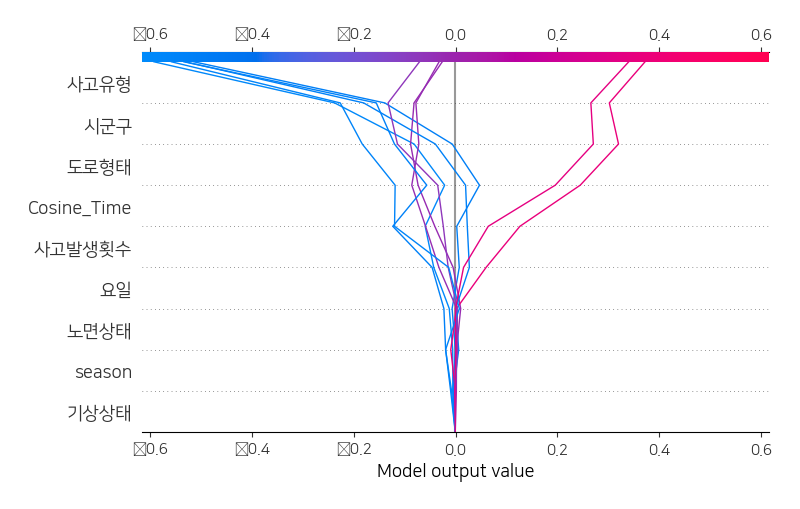 ☒0.6 ☒0.4 ☒0.2 0.0 0.2 0.4 0.6
사고유형
시군구
도로형태
Cosine_Time
사고발생횟수
요일
노면상태
season
기상상태
☒0.6 ☒0.4 ☒0.2 0.0 0.2 0.4 0.6
Model output value